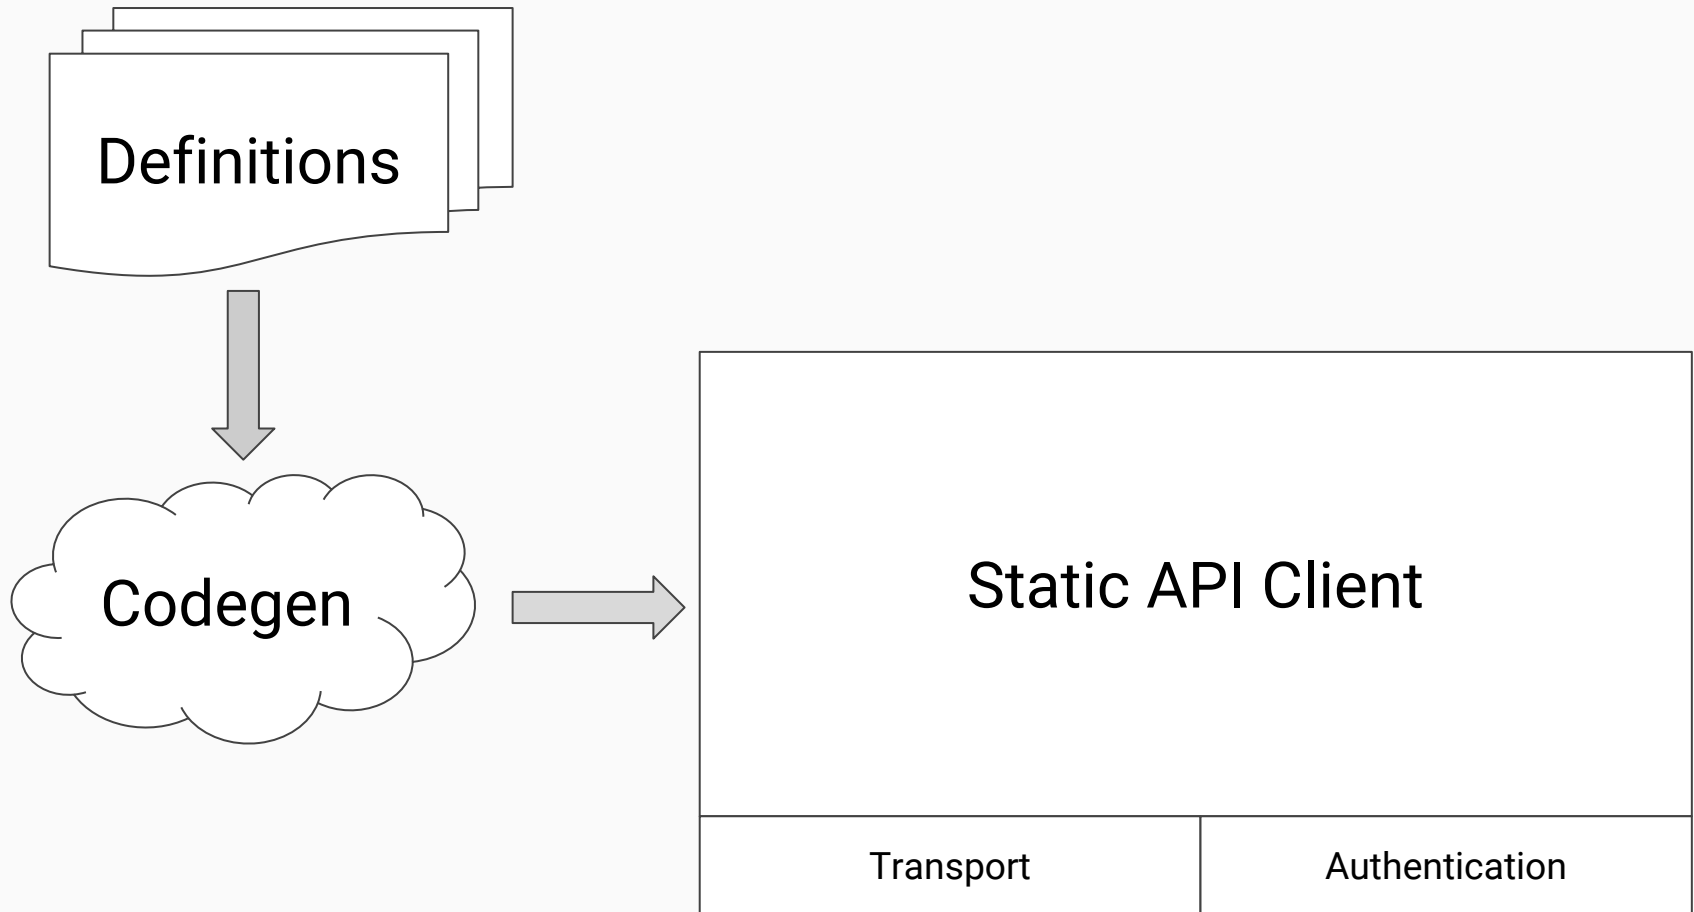 Definitions
Codegen
Static API Client
Transport
Authentication